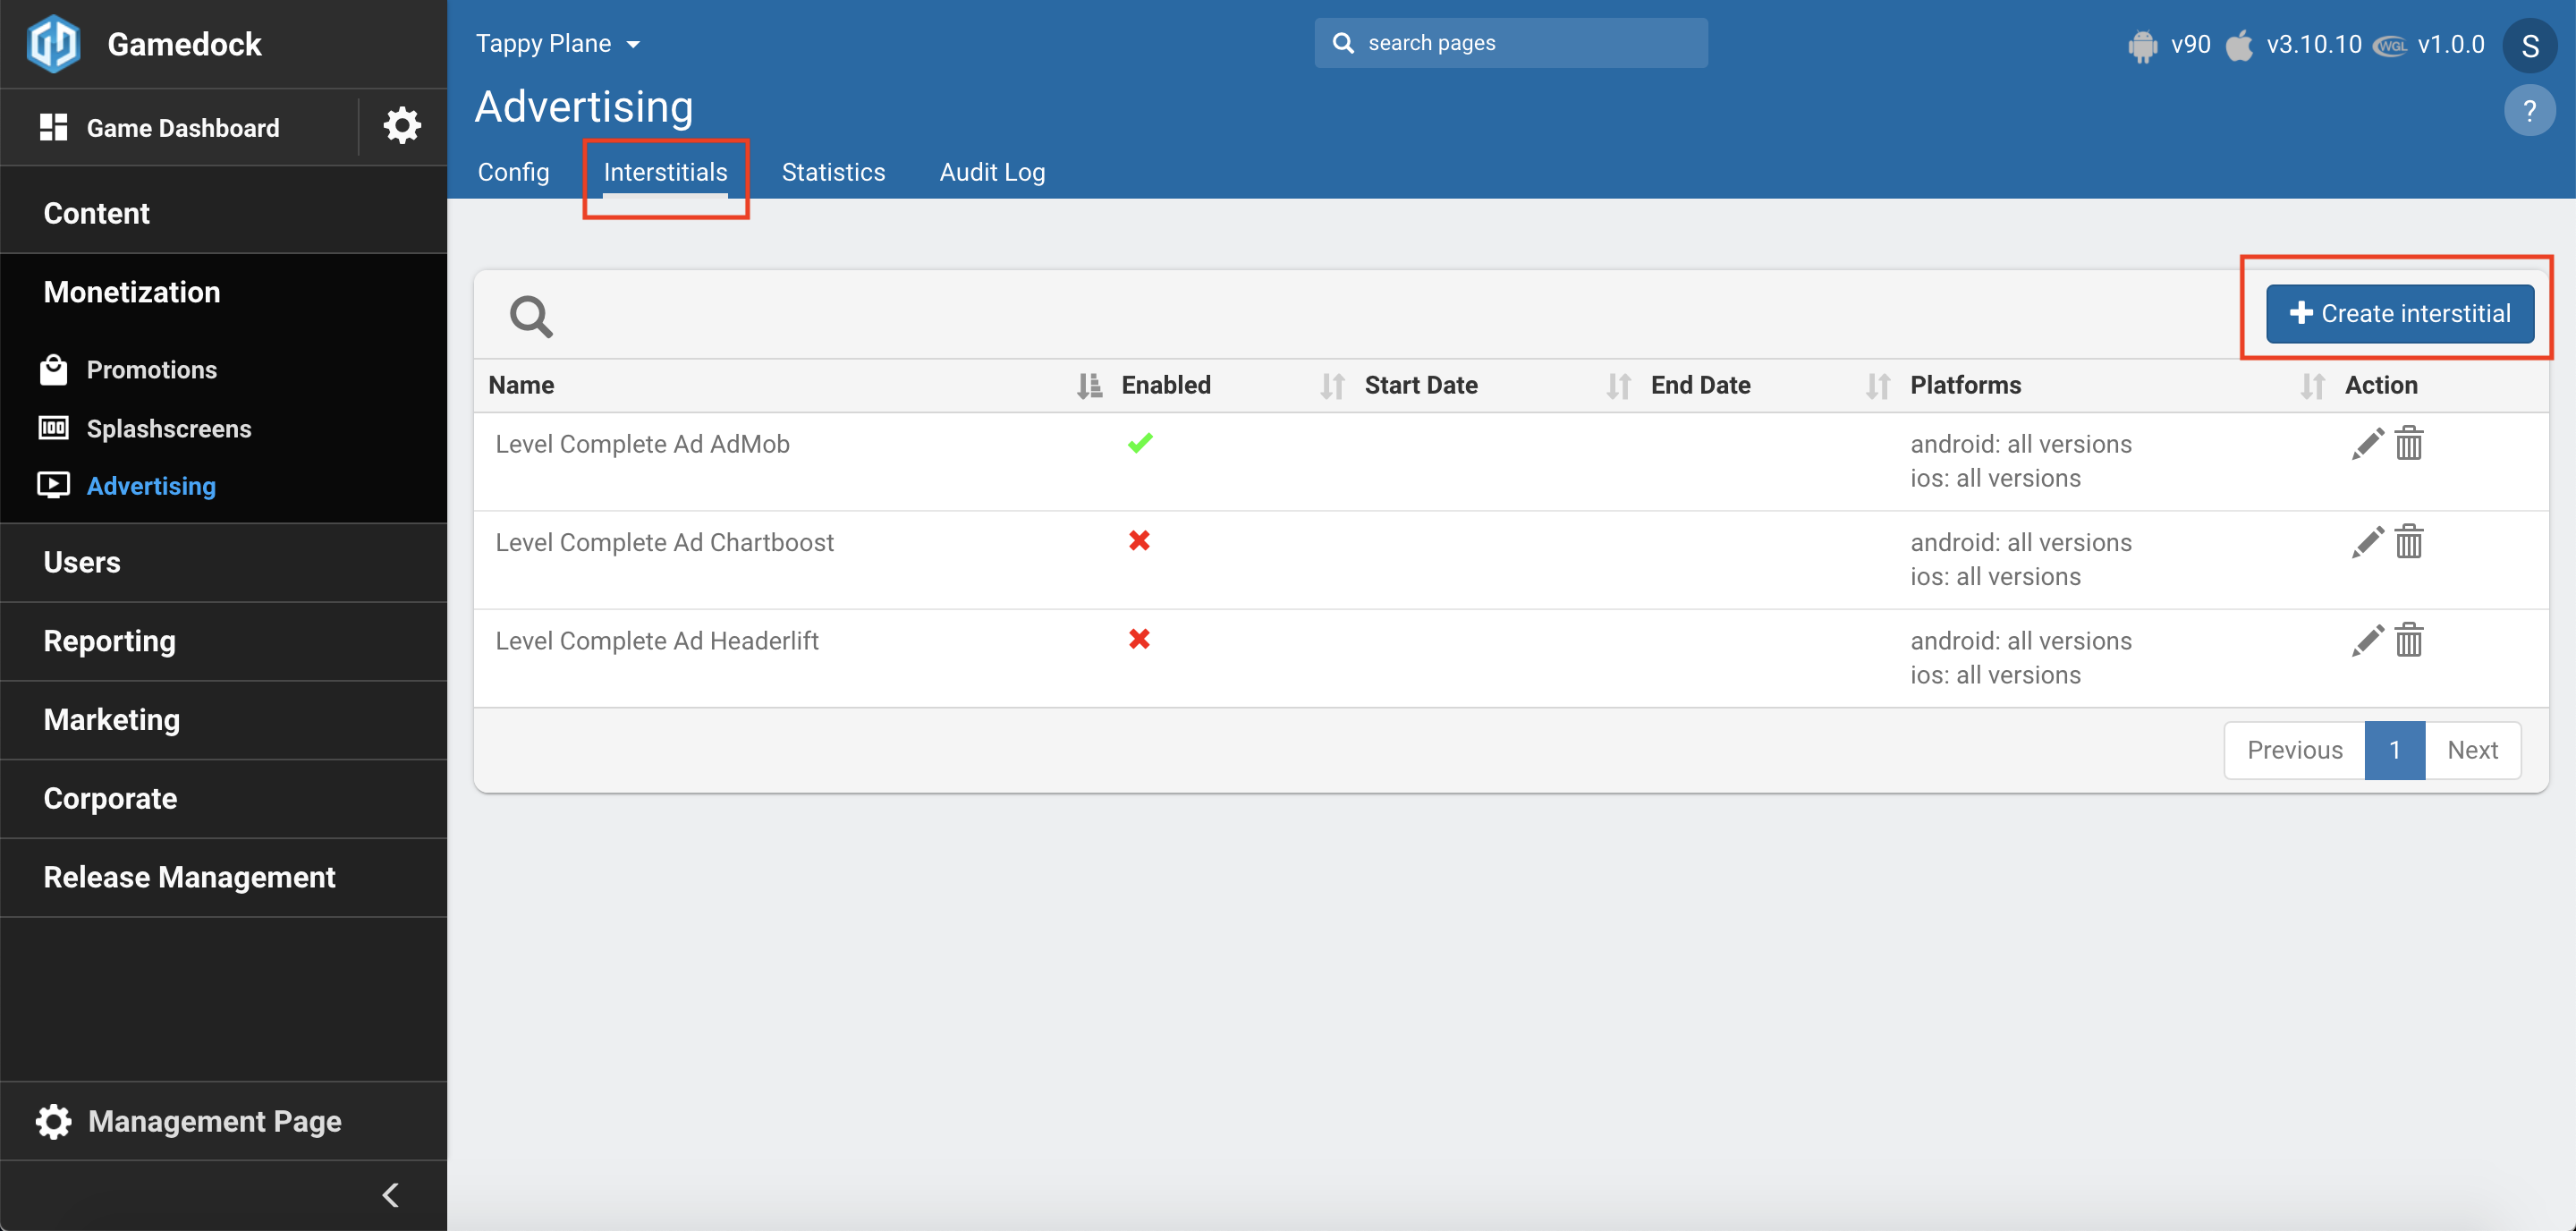 Gamedock
Game Dashboard
Content
Monetization
Promotions
Splashscreens
Advertising
Users
Reporting
Marketing
Corporate
Release Management
Management Page
Tappy Plane
search pages
v90 v3.10.10 WGL v1.0.0 S
Advertising
?
Config Interstitials Statistics Audit Log
Create interstitial
Name Enabled Start Date End Date Platforms Action
Level Complete Ad AdMob android: all versions
ios: all versions
Level Complete Ad Chartboost android: all versions
ios: all versions
Level Complete Ad Headerlift android: all versions
ios: all versions
Previous 1 Next